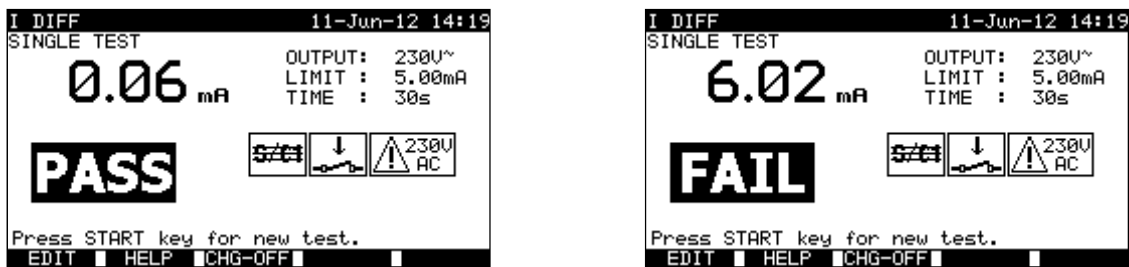 I DIFF 11-Jun-12 14:19
SINGLE TEST
0.06 mA
OUTPUT: 230V~
LIMIT : 5.00mA
TIME : 30s
PASS
S/C1
230V
AC
Press START key for new test.
EDIT HELP CHG-OFF
I DIFF 11-Jun-12 14:19
SINGLE TEST
6.02 mA
OUTPUT: 230V~
LIMIT : 5.00mA
TIME : 30s
FAIL
S/C1
230V
AC
Press START key for new test.
EDIT HELP CHG-OFF